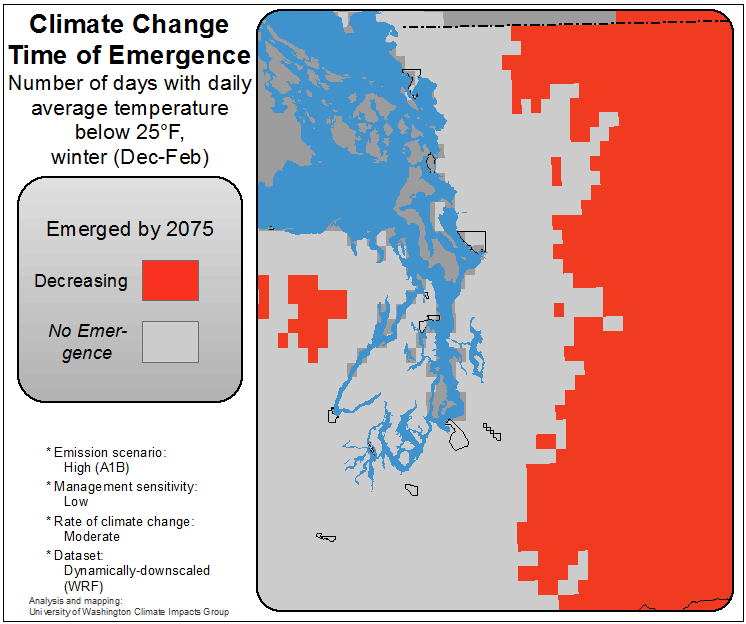 Climate Change
Time of Emergence
Number of days with daily
average temperature
below 25°F,
winter (Dec-Feb)
Emerged by 2075
Decreasing
No Emer-
gence
* Emission scenario:
High (A1B)
* Management sensitivity:
Low
* Rate of climate change:
Moderate
* Dataset:
Dynamically-downscaled
(WRF)
Analysis and mapping:
University of Washington Climate Impacts Group